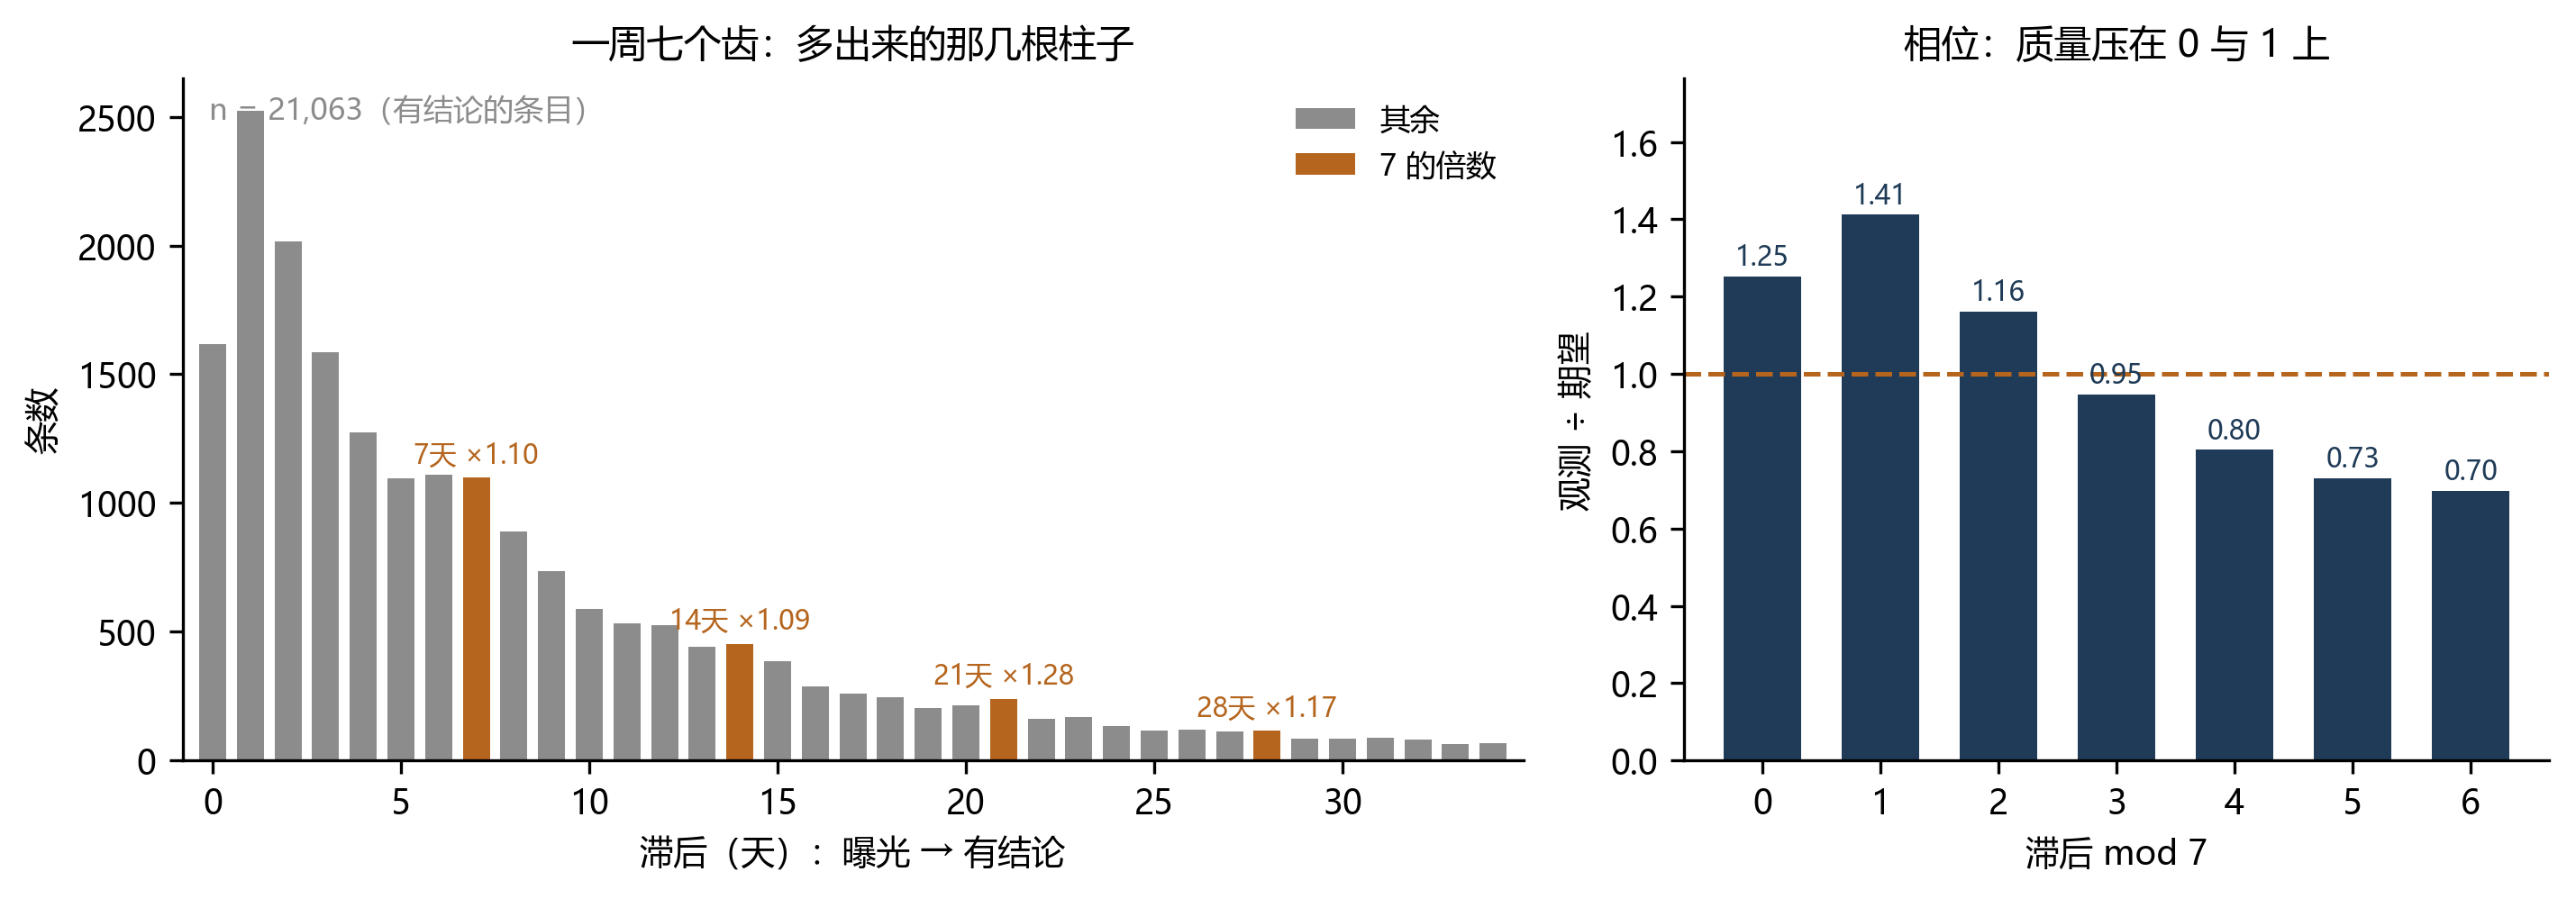 一周七个齿：多出来的那几根柱子
n = 21,063（有结论的条目）
其余
7 的倍数
条数
2500
2000
1500
1000
500
0
7天 ×1.10
14天 ×1.09
21天 ×1.28
28天 ×1.17
0 5 10 15 20 25 30
滞后（天）：曝光 → 有结论
相位：质量压在 0 与 1 上
观测 ÷ 期望
1.6
1.4
1.2
1.0
0.8
0.6
0.4
0.2
0.0
1.25
1.41
1.16
0.95
0.80
0.73
0.70
0 1 2 3 4 5 6
滞后 mod 7